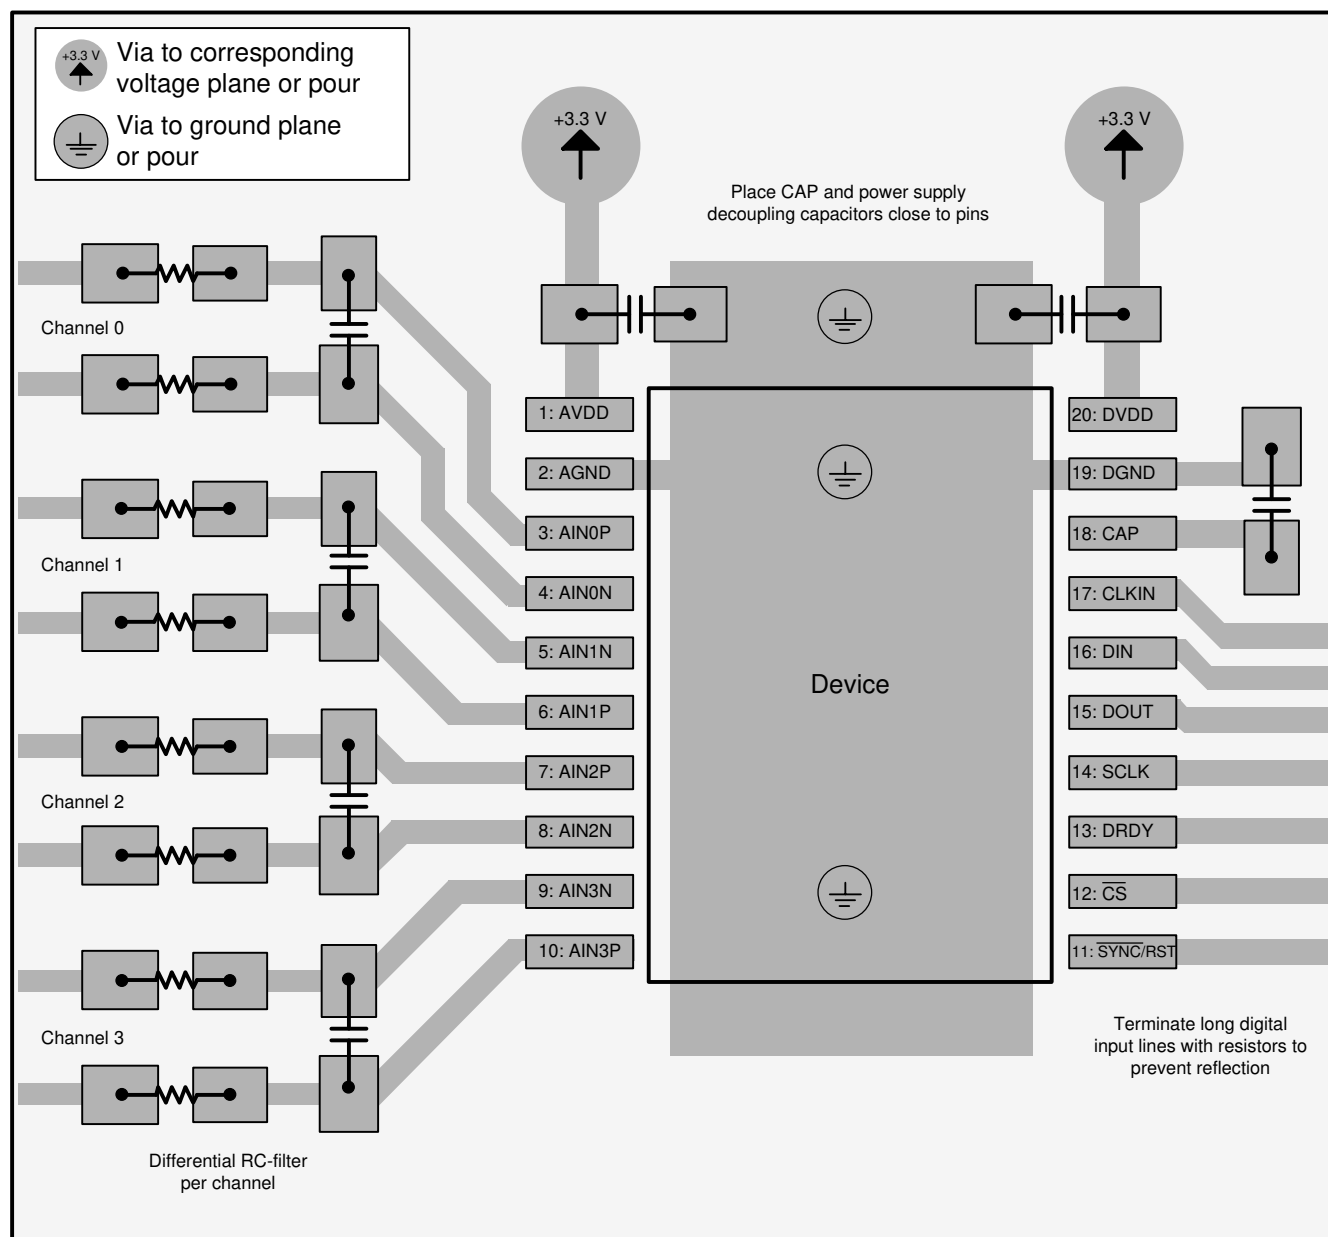 +3.3 V
Via to corresponding
voltage plane or pour
Via to ground plane
or pour
+3.3 V
+3.3 V
Place CAP and power supply
decoupling capacitors close to pins
Channel 0
Channel 1
Channel 2
Channel 3
Differential RC-filter
per channel
1: AVDD
2: AGND
3: AIN0P
4: AIN0N
5: AIN1N
6: AIN1P
7: AIN2P
8: AIN2N
9: AIN3N
10: AIN3P
Device
20: DVDD
19: DGND
18: CAP
17: CLKIN
16: DIN
15: DOUT
14: SCLK
13: DRDY
12: C̅S̅
11: S̅Y̅N̅C̅/RST
Terminate long digital
input lines with resistors to
prevent reflection